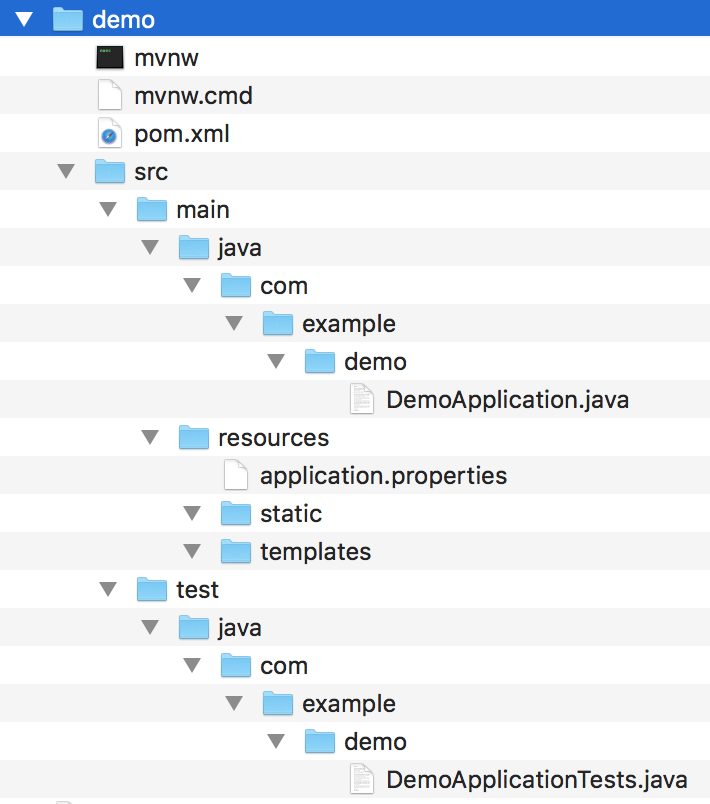 demo
mvnw
mvnw.cmd
pom.xml
src
main
java
com
example
demo
DemoApplication.java
resources
application.properties
static
templates
test
java
com
example
demo
DemoApplicationTests.java